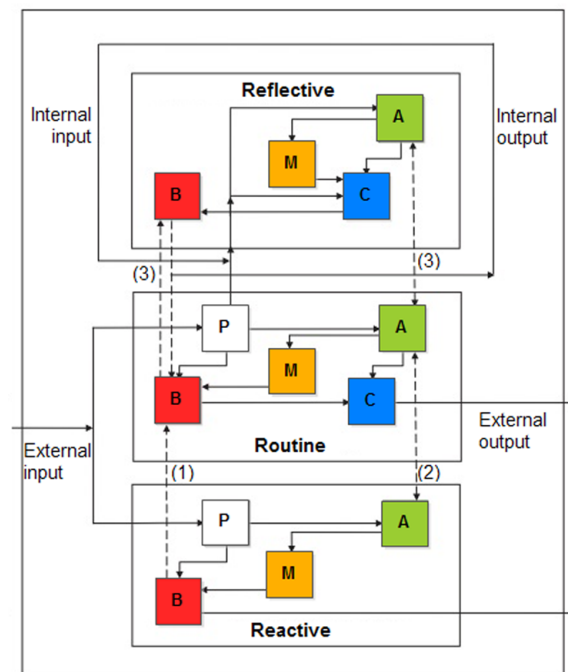 Reflective
Internal
input
Internal
output
A
M
B
C
(3)
(3)
P
A
M
B
C
External
input
External
output
Routine
(1)
(2)
P
A
M
B
Reactive